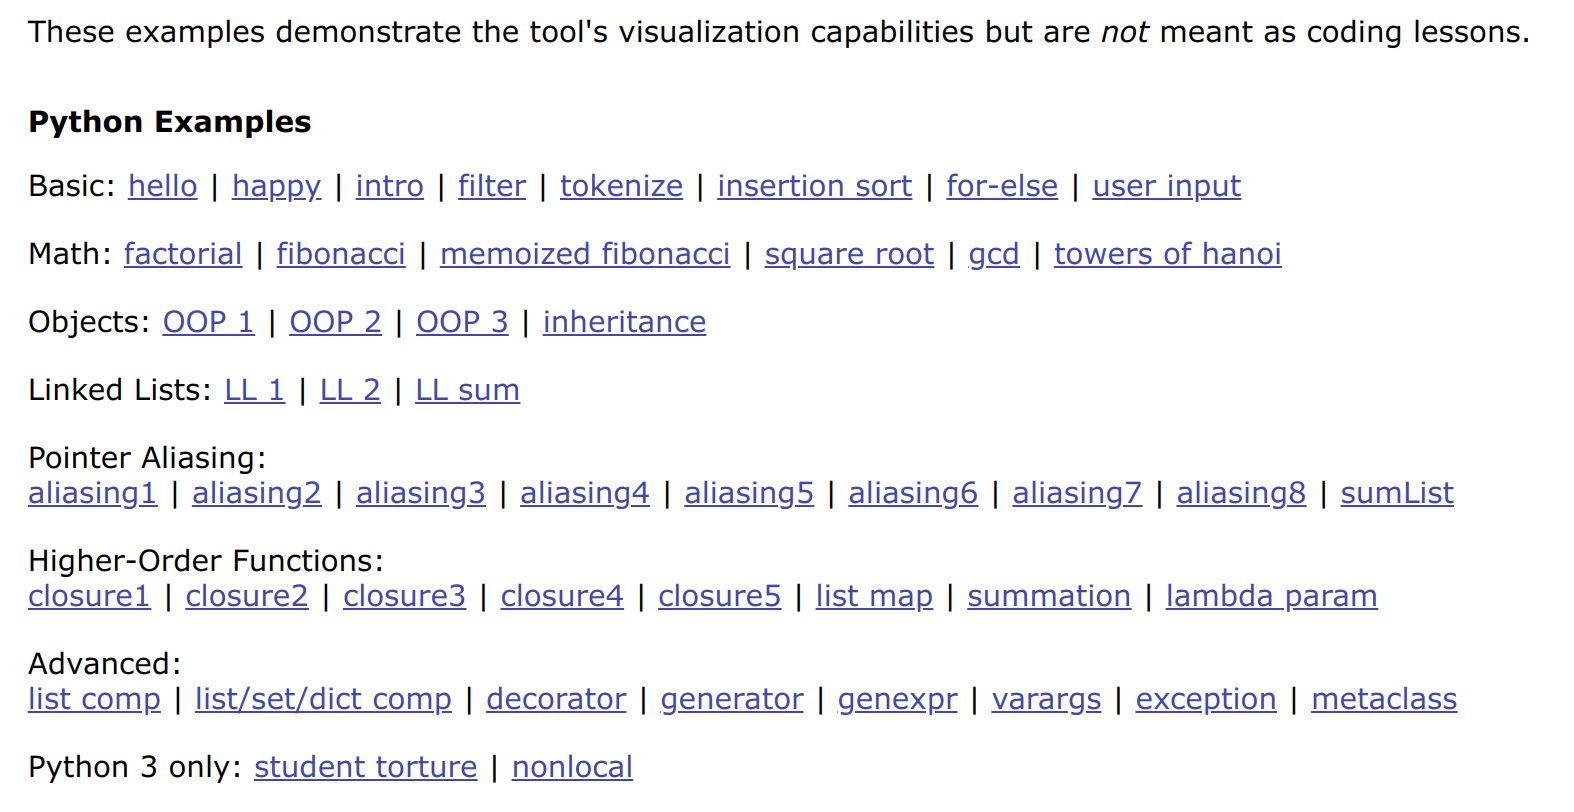 These examples demonstrate the tool's visualization capabilities but are not meant as coding lessons.
Python Examples
Basic: hello | happy | intro | filter | tokenize | insertion sort | for-else | user input
Math: factorial | fibonacci | memoized fibonacci | square root | gcd | towers of hanoi
Objects: OOP 1 | OOP 2 | OOP 3 | inheritance
Linked Lists: LL 1 | LL 2 | LL sum
Pointer Aliasing:
aliasing1 | aliasing2 | aliasing3 | aliasing4 | aliasing5 | aliasing6 | aliasing7 | aliasing8 | sumList
Higher-Order Functions:
closure1 | closure2 | closure3 | closure4 | closure5 | list map | summation | lambda param
Advanced:
list comp | list/set/dict comp | decorator | generator | genexpr | varargs | exception | metaclass
Python 3 only: student torture | nonlocal